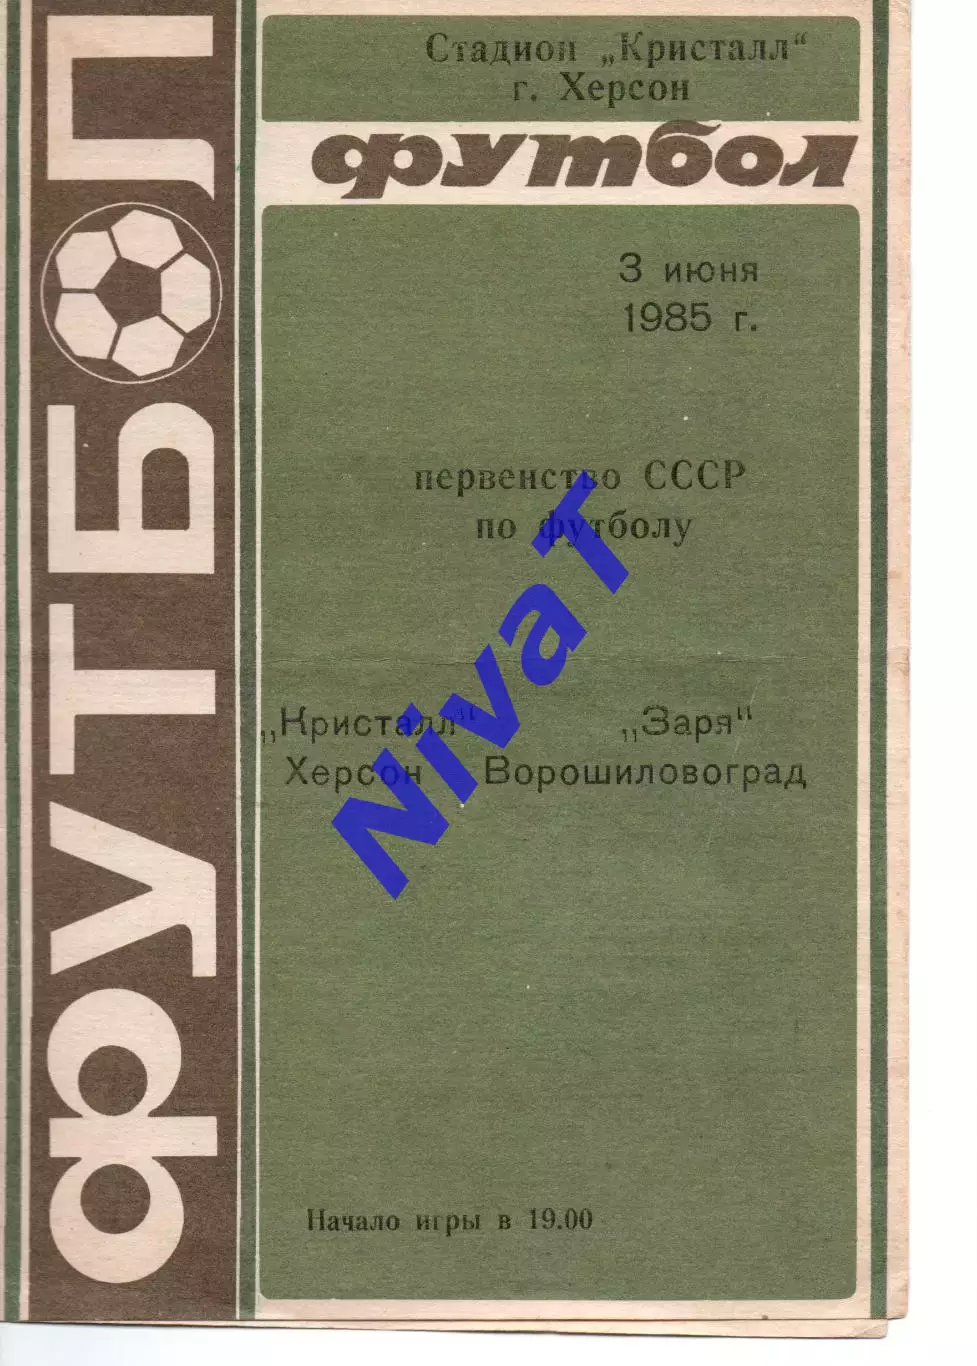 ФУТБОЛ
Стадион „Кристалл“
г. Херсон
футбол
3 июня
1985 г.
первенство СССР
по футболу
„Кристалл“ „Заря“
Херсон Ворошиловоград
Начало игры в 19.00
NivaT